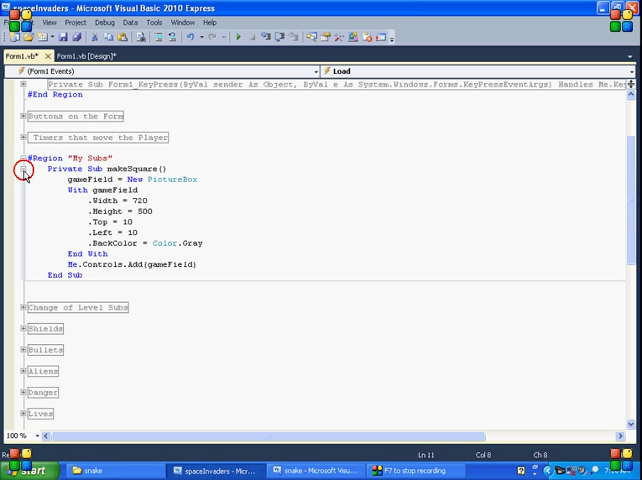 spaceInvaders - Microsoft Visual Basic 2010 Express
View Project Debug Data Tools Window Help
Form1.vb* × Form1.vb [Design]*
(Form1 Events) Load
Private Sub Form1_KeyPress(ByVal sender As Object, ByVal e As System.Windows.Forms.KeyPressEventArgs) Handles Me.Key
#End Region
Buttons on the Form
Timers that move the Player
#Region "My Subs"
Private Sub makeSquare()
gameField = New PictureBox
With gameField
.Width = 720
.Height = 500
.Top = 10
.Left = 10
.BackColor = Color.Gray
End With
Me.Controls.Add(gameField)
End Sub
Change of Level Subs
Shields
Bullets
Aliens
Danger
Lives
100 %
Ln 11 Col 8 Ch 8
start snake spaceInvaders - Micr... snake - Microsoft Visu... F7 to stop recording